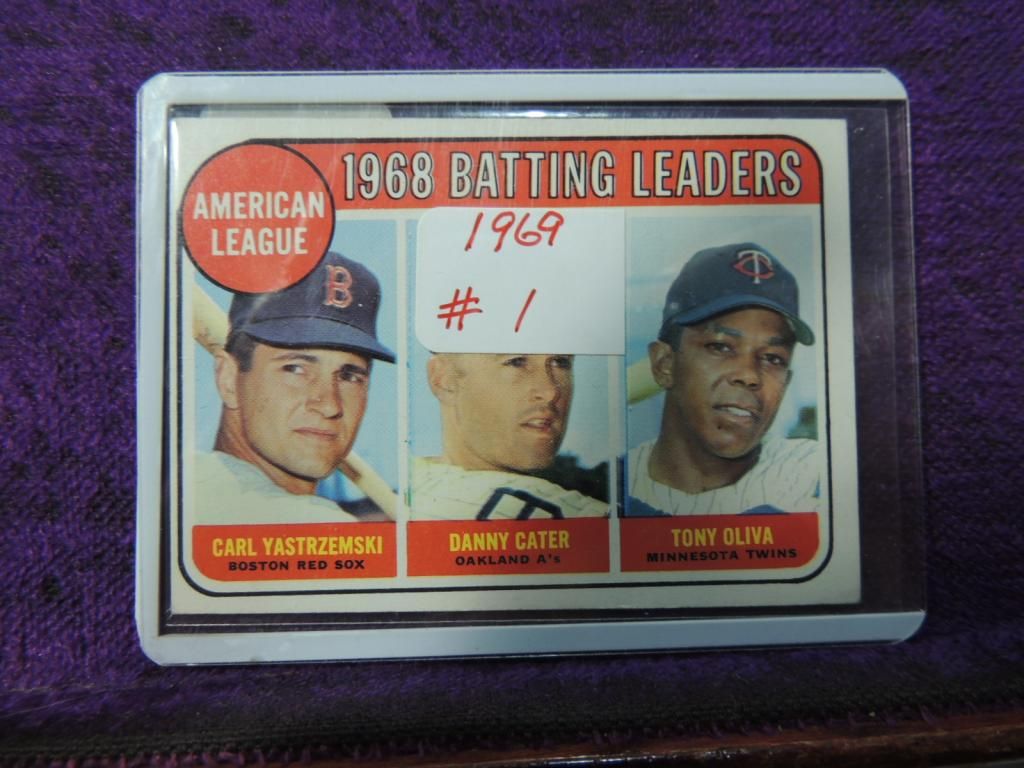 1968 BATTING LEADERS
AMERICAN
LEAGUE
1969
# 1
B
TC
CARL YASTRZEMSKI
BOSTON RED SOX
DANNY CATER
OAKLAND A's
TONY OLIVA
MINNESOTA TWINS